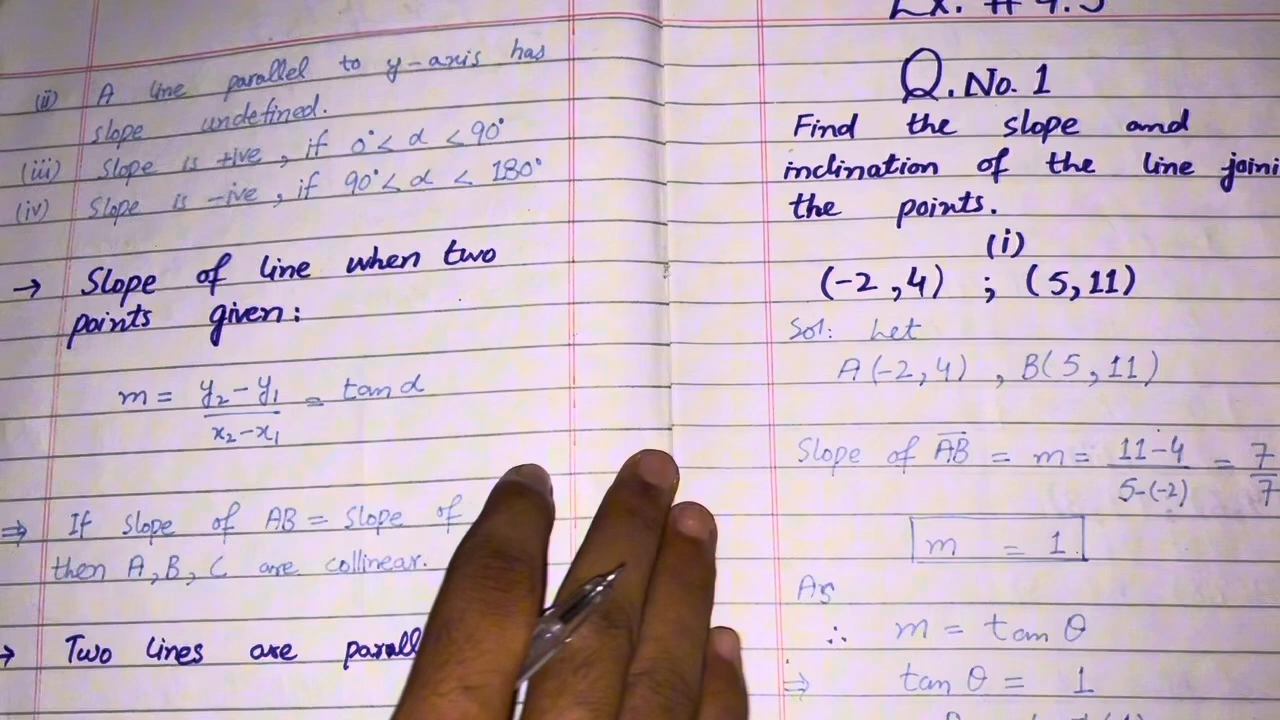 (ii) A line parallel to y-axis has
slope undefined.
(iii) Slope is +ive, if 0°< α < 90°
(iv) Slope is -ive, if 90°< α < 180°
→ Slope of line when two
points given:
m = y₂-y₁ / x₂-x₁ = tan α
⇒ If slope of AB = Slope of
then A, B, C are collinear.
→ Two lines are parall
Ex. # 4.3
Q. No. 1
Find the slope and
inclination of the line joini
the points.
(i)
(-2,4) ; (5,11)
Sol: Let
A(-2,4) , B(5,11)
Slope of AB = m = 11-4 / 5-(-2) = 7/7
m = 1
As
∴ m = tan θ
⇒ tan θ = 1